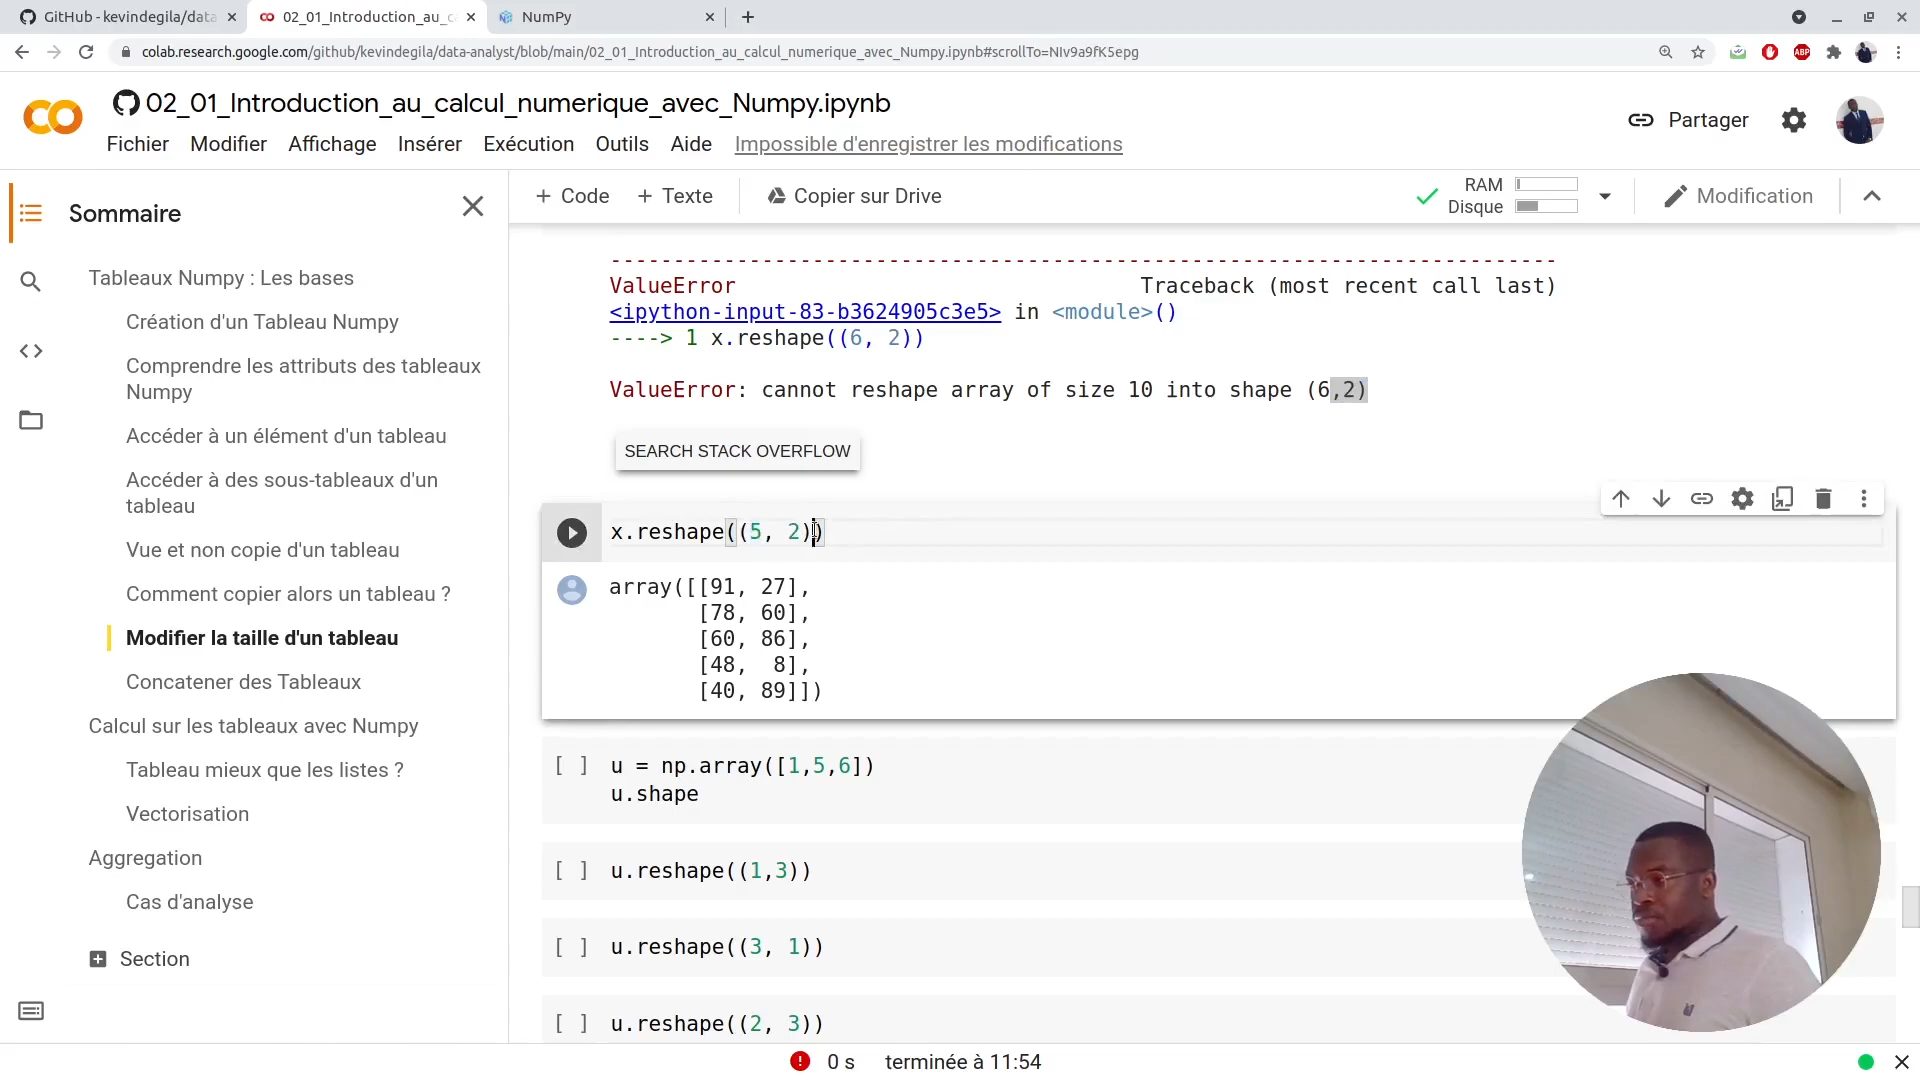 GitHub - kevindegila/data
02_01_Introduction_au_c
NumPy
colab.research.google.com/github/kevindegila/data-analyst/blob/main/02_01_Introduction_au_calcul_numerique_avec_Numpy.ipynb#scrollTo=NIv9a9fK5epg
ABP
02_01_Introduction_au_calcul_numerique_avec_Numpy.ipynb
Partager
Fichier Modifier Affichage Insérer Exécution Outils Aide Impossible d'enregistrer les modifications
Sommaire
+ Code + Texte Copier sur Drive
RAM
Disque
Modification
Tableaux Numpy : Les bases
Création d'un Tableau Numpy
Comprendre les attributs des tableaux
Numpy
Accéder à un élément d'un tableau
Accéder à des sous-tableaux d'un
tableau
Vue et non copie d'un tableau
Comment copier alors un tableau ?
Modifier la taille d'un tableau
Concatener des Tableaux
Calcul sur les tableaux avec Numpy
Tableau mieux que les listes ?
Vectorisation
Aggregation
Cas d'analyse
Section
---------------------------------------------------------------------------
ValueError Traceback (most recent call last)
<ipython-input-83-b3624905c3e5> in <module>()
----> 1 x.reshape((6, 2))
ValueError: cannot reshape array of size 10 into shape (6,2)
SEARCH STACK OVERFLOW
x.reshape((5, 2))
array([[91, 27],
[78, 60],
[60, 86],
[48, 8],
[40, 89]])
[ ] u = np.array([1,5,6])
u.shape
[ ] u.reshape((1,3))
[ ] u.reshape((3, 1))
[ ] u.reshape((2, 3))
0 s terminée à 11:54